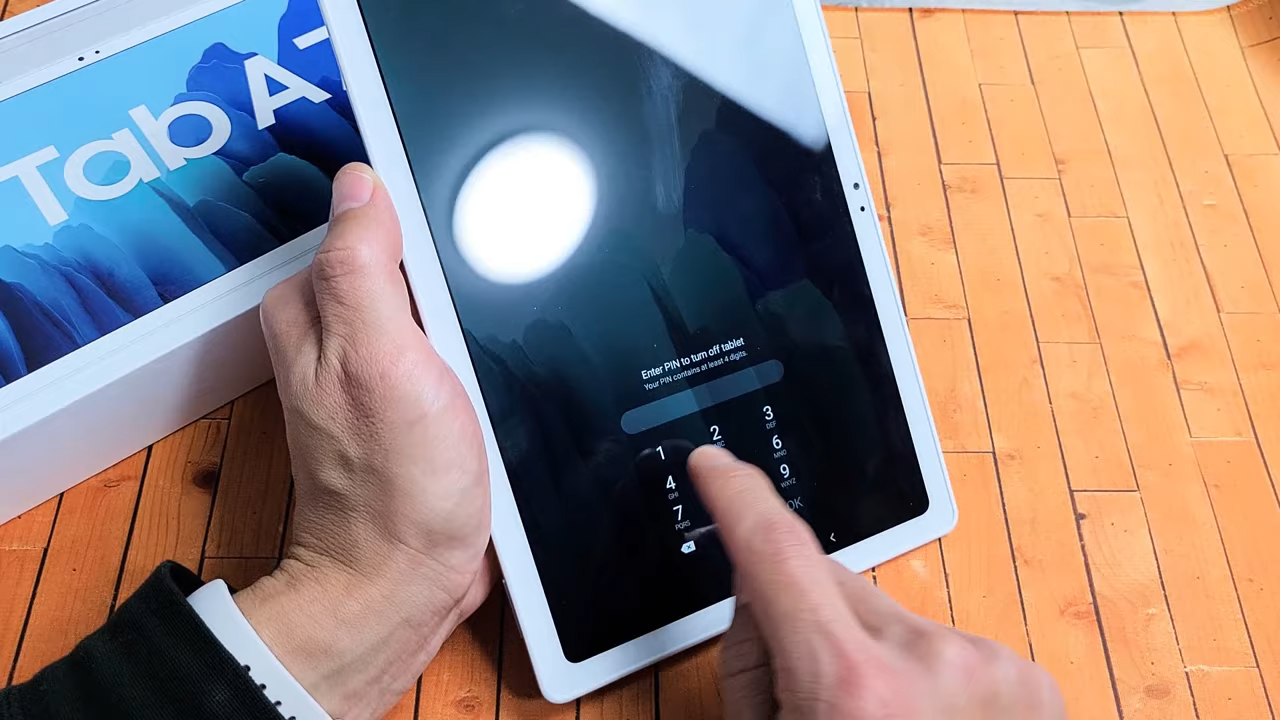 Tab A7
Enter PIN to turn off tablet
Your PIN contains at least 4 digits.
1
2
ABC
3
DEF
4
GHI
6
MNO
7
PQRS
9
WXYZ
OK